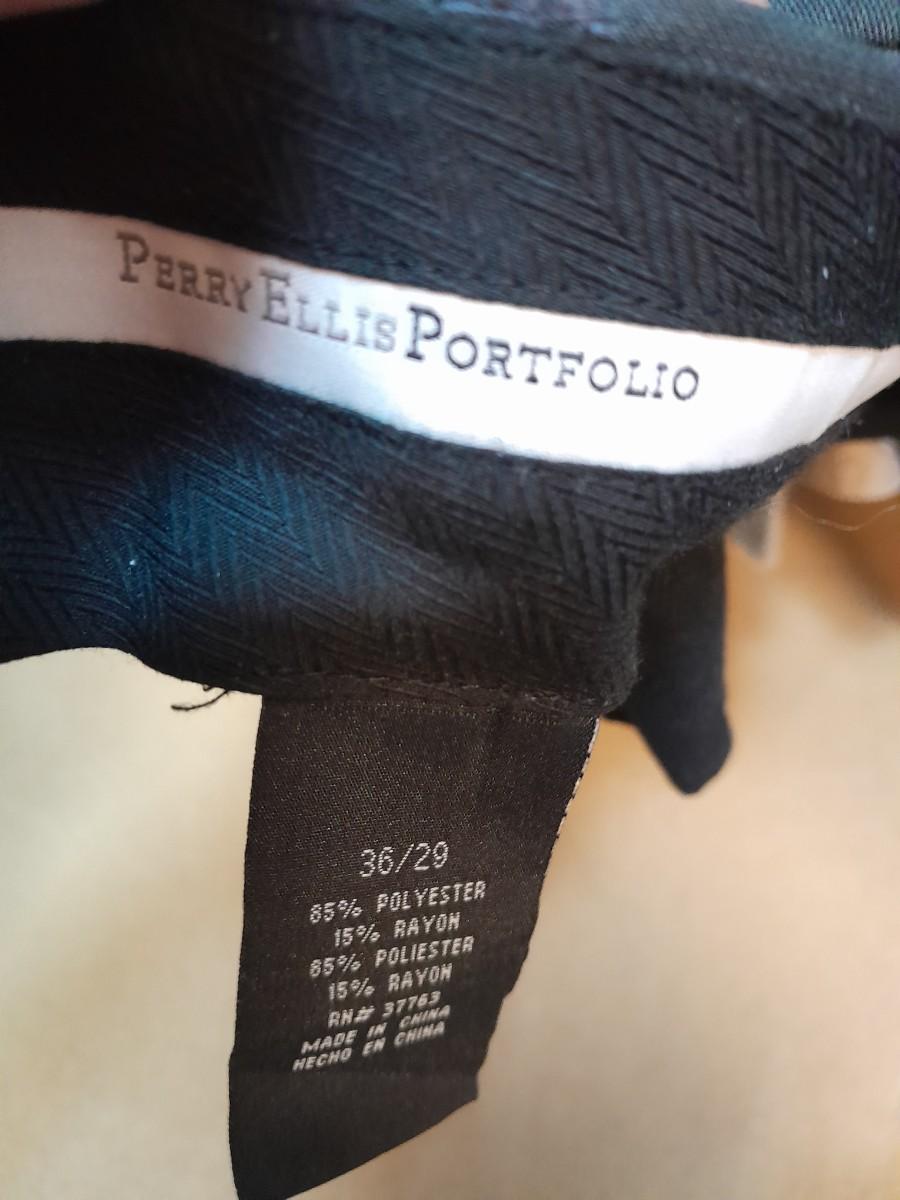 PERRY ELLIS PORTFOLIO
36/29
85% POLYESTER
15% RAYON
85% POLIESTER
15% RAYON
RN# 37763
MADE IN CHINA
HECHO EN CHINA